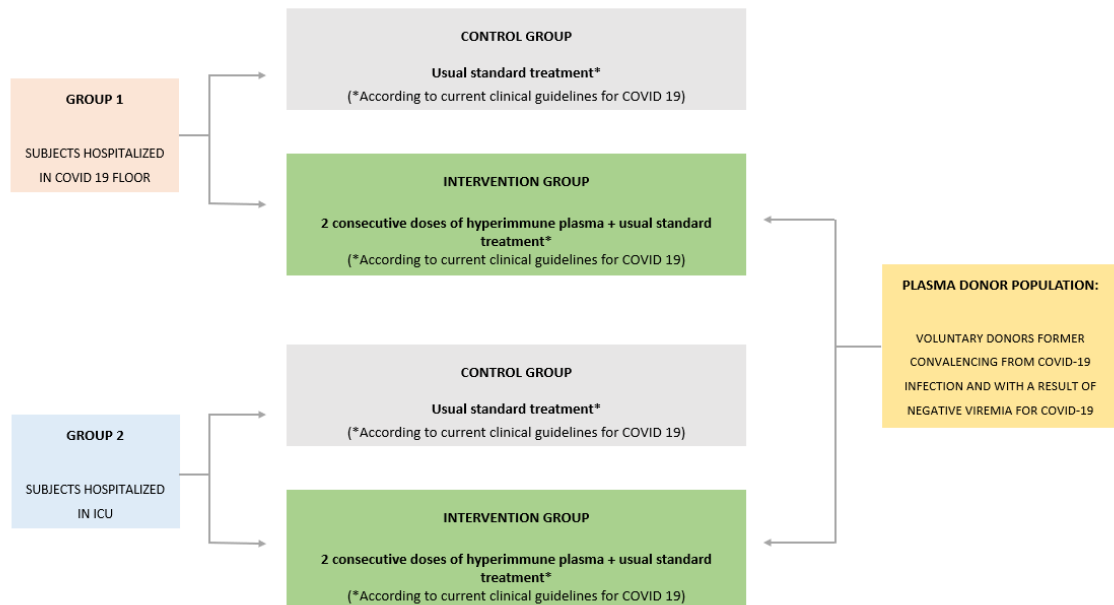 GROUP 1
SUBJECTS HOSPITALIZED
IN COVID 19 FLOOR
CONTROL GROUP
Usual standard treatment*
(*According to current clinical guidelines for COVID 19)
INTERVENTION GROUP
2 consecutive doses of hyperimmune plasma + usual standard
treatment*
(*According to current clinical guidelines for COVID 19)
GROUP 2
SUBJECTS HOSPITALIZED
IN ICU
CONTROL GROUP
Usual standard treatment*
(*According to current clinical guidelines for COVID 19)
INTERVENTION GROUP
2 consecutive doses of hyperimmune plasma + usual standard
treatment*
(*According to current clinical guidelines for COVID 19)
PLASMA DONOR POPULATION:
VOLUNTARY DONORS FORMER
CONVALENCING FROM COVID-19
INFECTION AND WITH A RESULT OF
NEGATIVE VIREMIA FOR COVID-19